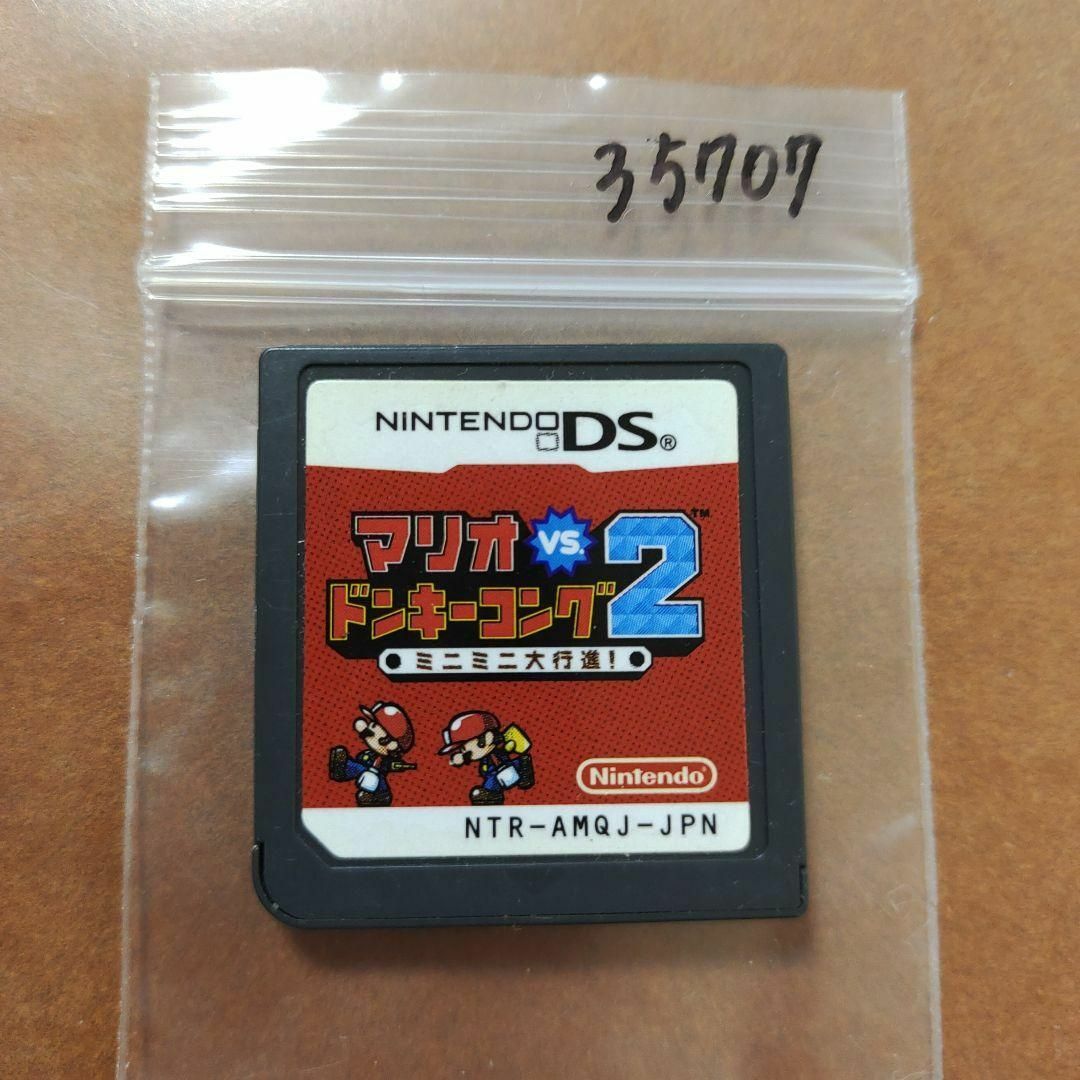 35707
NINTENDO DS®
マリオ VS. 2™
ドンキーコング
ミニミニ大行進!
Nintendo
NTR-AMQJ-JPN